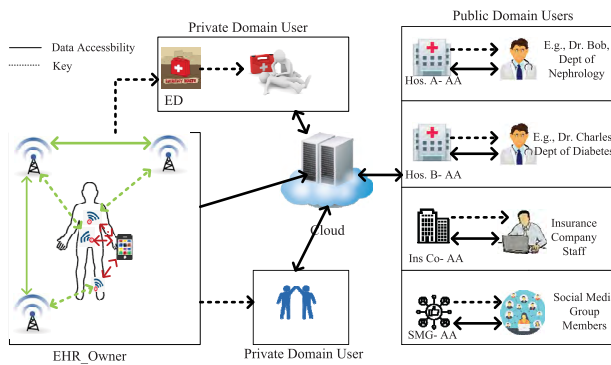 Private Domain User
Public Domain Users
Data Accessbility
Key
ED
Hos. A- AA
E.g., Dr. Bob,
Dept of
Nephrology
Hos. B- AA
E.g., Dr. Charles
Dept of Diabetes
Cloud
Ins Co- AA
Insurance
Company
Staff
SMG- AA
Social Medi
Group
Members
EHR_Owner
Private Domain User